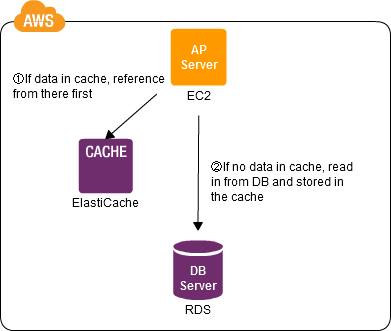 AWS
AP
Server
EC2
①If data in cache, reference
from there first
CACHE
ElastiCache
②If no data in cache, read
in from DB and stored in
the cache
DB
Server
RDS